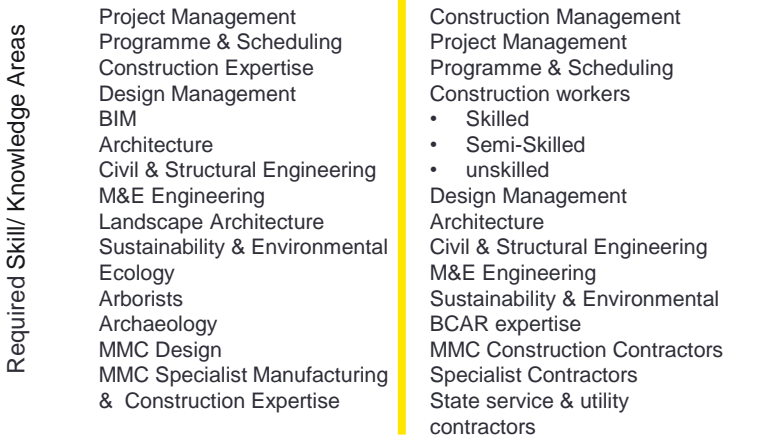 Required Skill/ Knowledge Areas
Project Management
Programme & Scheduling
Construction Expertise
Design Management
BIM
Architecture
Civil & Structural Engineering
M&E Engineering
Landscape Architecture
Sustainability & Environmental
Ecology
Arborists
Archaeology
MMC Design
MMC Specialist Manufacturing
& Construction Expertise
Construction Management
Project Management
Programme & Scheduling
Construction workers
• Skilled
• Semi-Skilled
• unskilled
Design Management
Architecture
Civil & Structural Engineering
M&E Engineering
Sustainability & Environmental
BCAR expertise
MMC Construction Contractors
Specialist Contractors
State service & utility
contractors